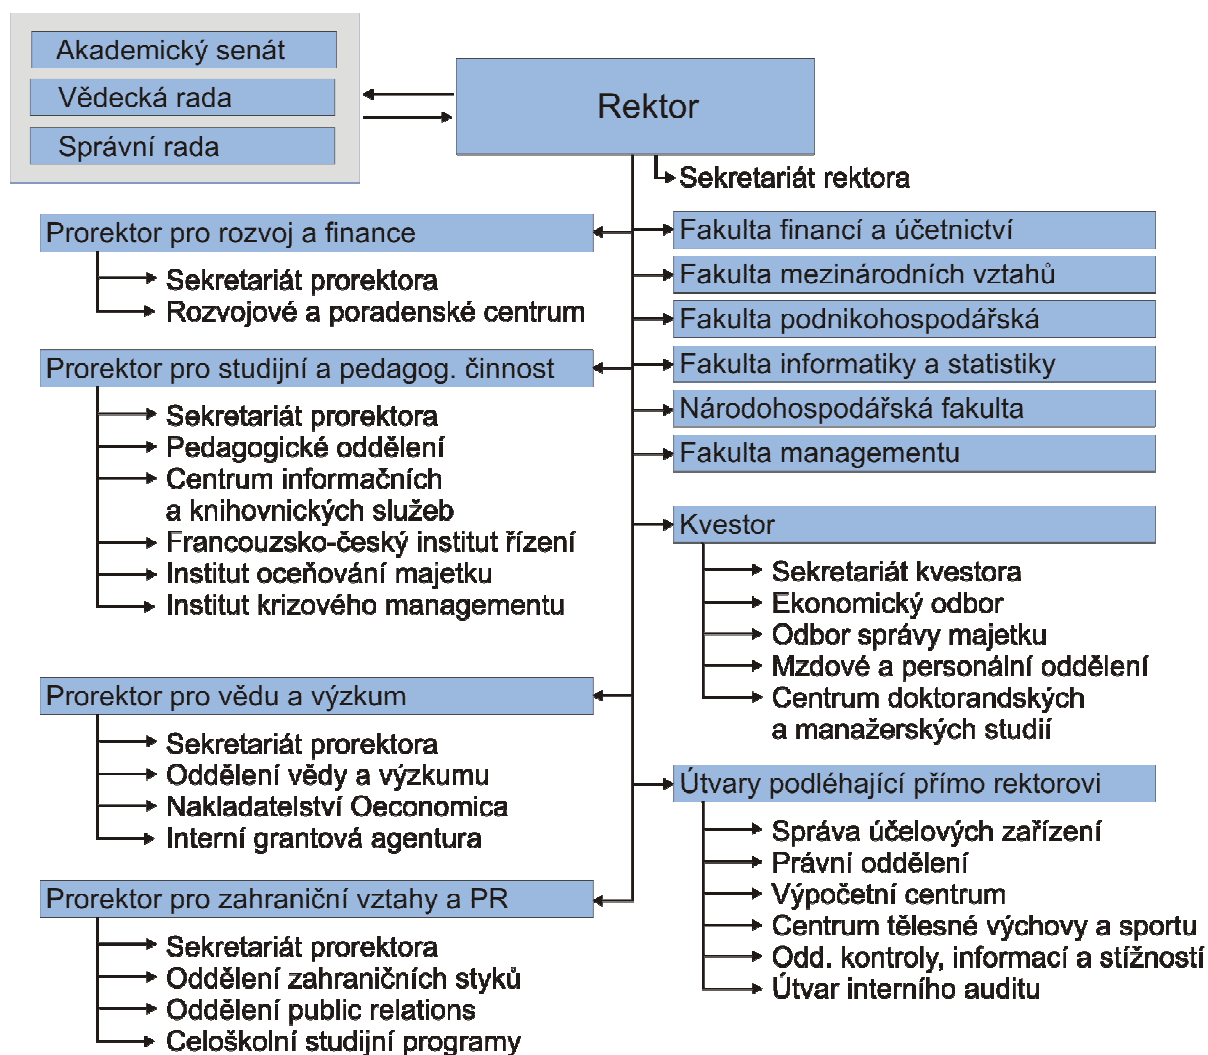 Akademický senát
Vědecká rada
Správní rada
Rektor
Sekretariát rektora
Prorektor pro rozvoj a finance
Sekretariát prorektora
Rozvojové a poradenské centrum
Prorektor pro studijní a pedagog. činnost
Sekretariát prorektora
Pedagogické oddělení
Centrum informačních
a knihovnických služeb
Francouzsko-český institut řízení
Institut oceňování majetku
Institut krizového managementu
Prorektor pro vědu a výzkum
Sekretariát prorektora
Oddělení vědy a výzkumu
Nakladatelství Oeconomica
Interní grantová agentura
Prorektor pro zahraniční vztahy a PR
Sekretariát prorektora
Oddělení zahraničních styků
Oddělení public relations
Celoškolní studijní programy
Fakulta financí a účetnictví
Fakulta mezinárodních vztahů
Fakulta podnikohospodářská
Fakulta informatiky a statistiky
Národohospodářská fakulta
Fakulta managementu
Kvestor
Sekretariát kvestora
Ekonomický odbor
Odbor správy majetku
Mzdové a personální oddělení
Centrum doktorandských
a manažerských studií
Útvary podléhající přímo rektorovi
Správa účelových zařízení
Právní oddělení
Výpočetní centrum
Centrum tělesné výchovy a sportu
Odd. kontroly, informací a stížností
Útvar interního auditu